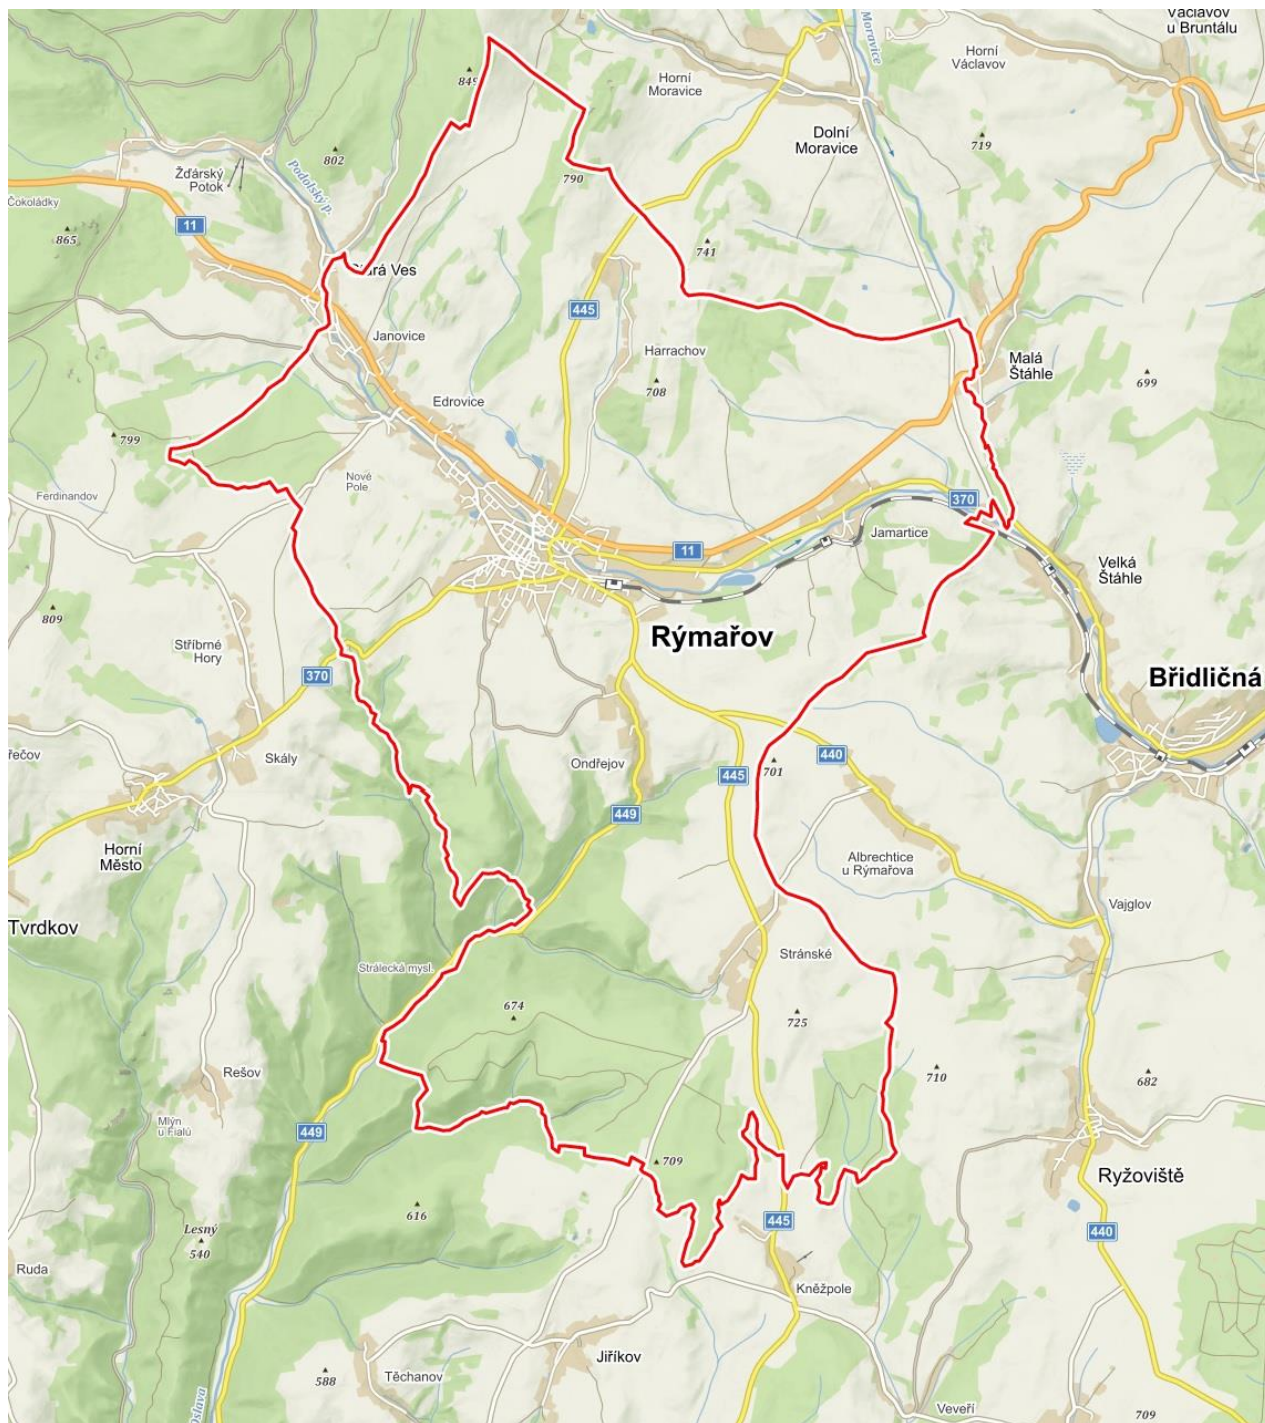 Václavov
u Bruntálu
Moravice
Horní
Václavov
849
Horní
Moravice
Dolní
Moravice
719
802
Žďárský
Potok
Podolský p.
790
Čokoládky
11
865
741
Stará Ves
445
Janovice
Harrachov
Malá
Štáhle
708
699
Edrovice
799
Nové
Pole
Ferdinandov
370
Jamartice
11
Velká
Štáhle
809
Rýmařov
Stříbrné
Hory
370
Břidličná
Skály
Ondřejov
440
445
701
449
Horní
Město
Albrechtice
u Rýmařova
Vajglov
Tvrdkov
Stránské
Strálecká mysl.
674
725
Rešov
710
682
Mlýn
u Fialů
449
709
Ryžoviště
616
Lesný
540
445
440
Ruda
Kněžpole
Jiříkov
588
Těchanov
Veveří
709